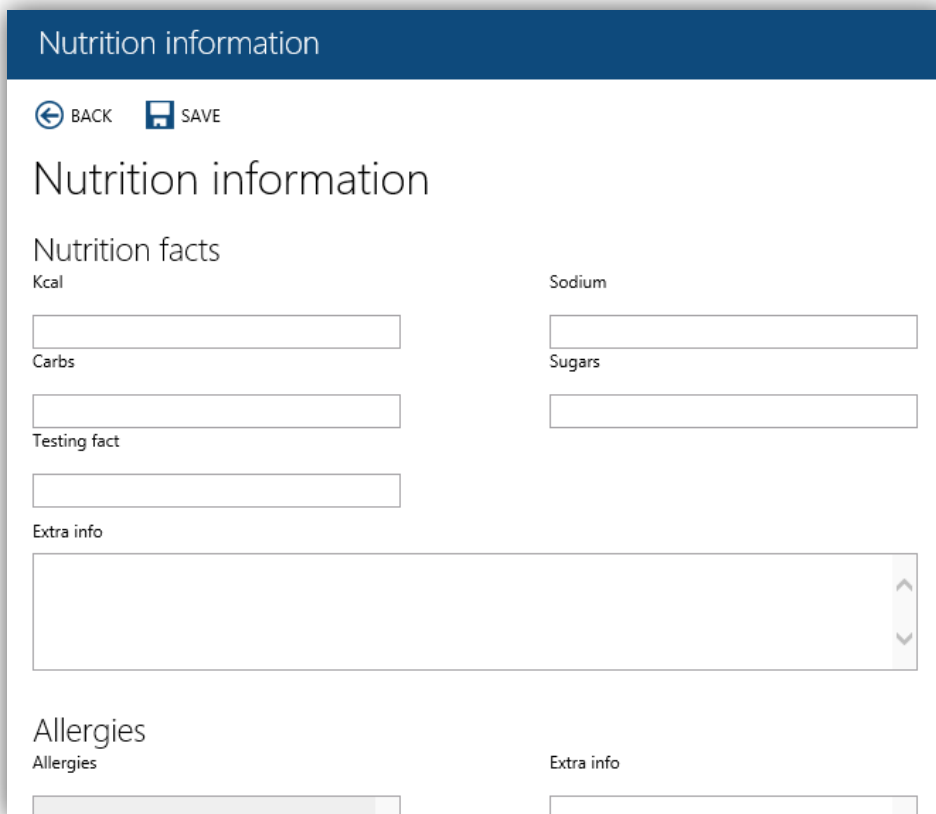 Nutrition information
BACK SAVE
Nutrition information
Nutrition facts
Kcal Sodium
Carbs Sugars
Testing fact
Extra info
Allergies
Allergies Extra info